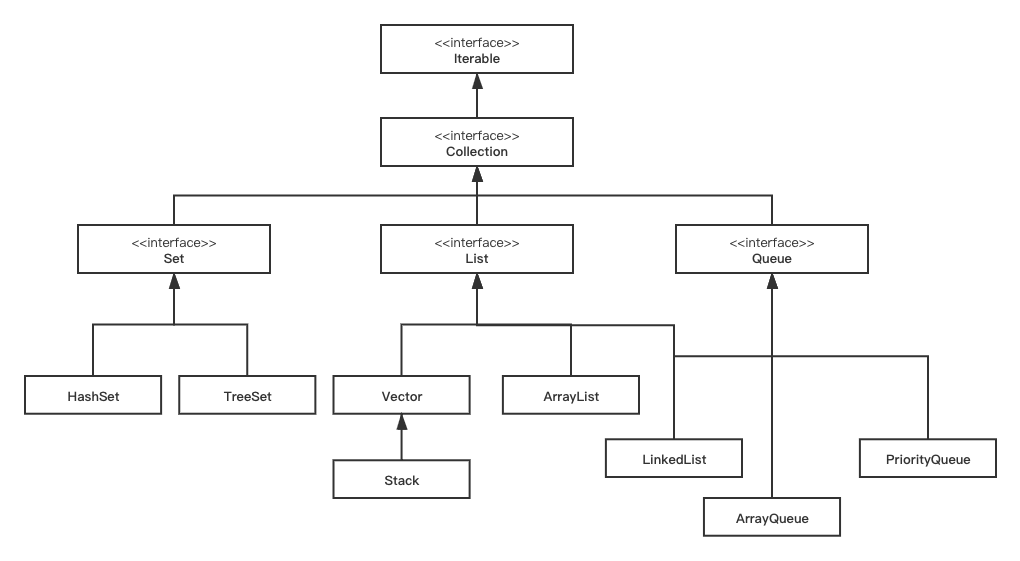 <<interface>>
Iterable
<<interface>>
Collection
<<interface>>
Set
<<interface>>
List
<<interface>>
Queue
HashSet
TreeSet
Vector
ArrayList
LinkedList
PriorityQueue
Stack
ArrayQueue